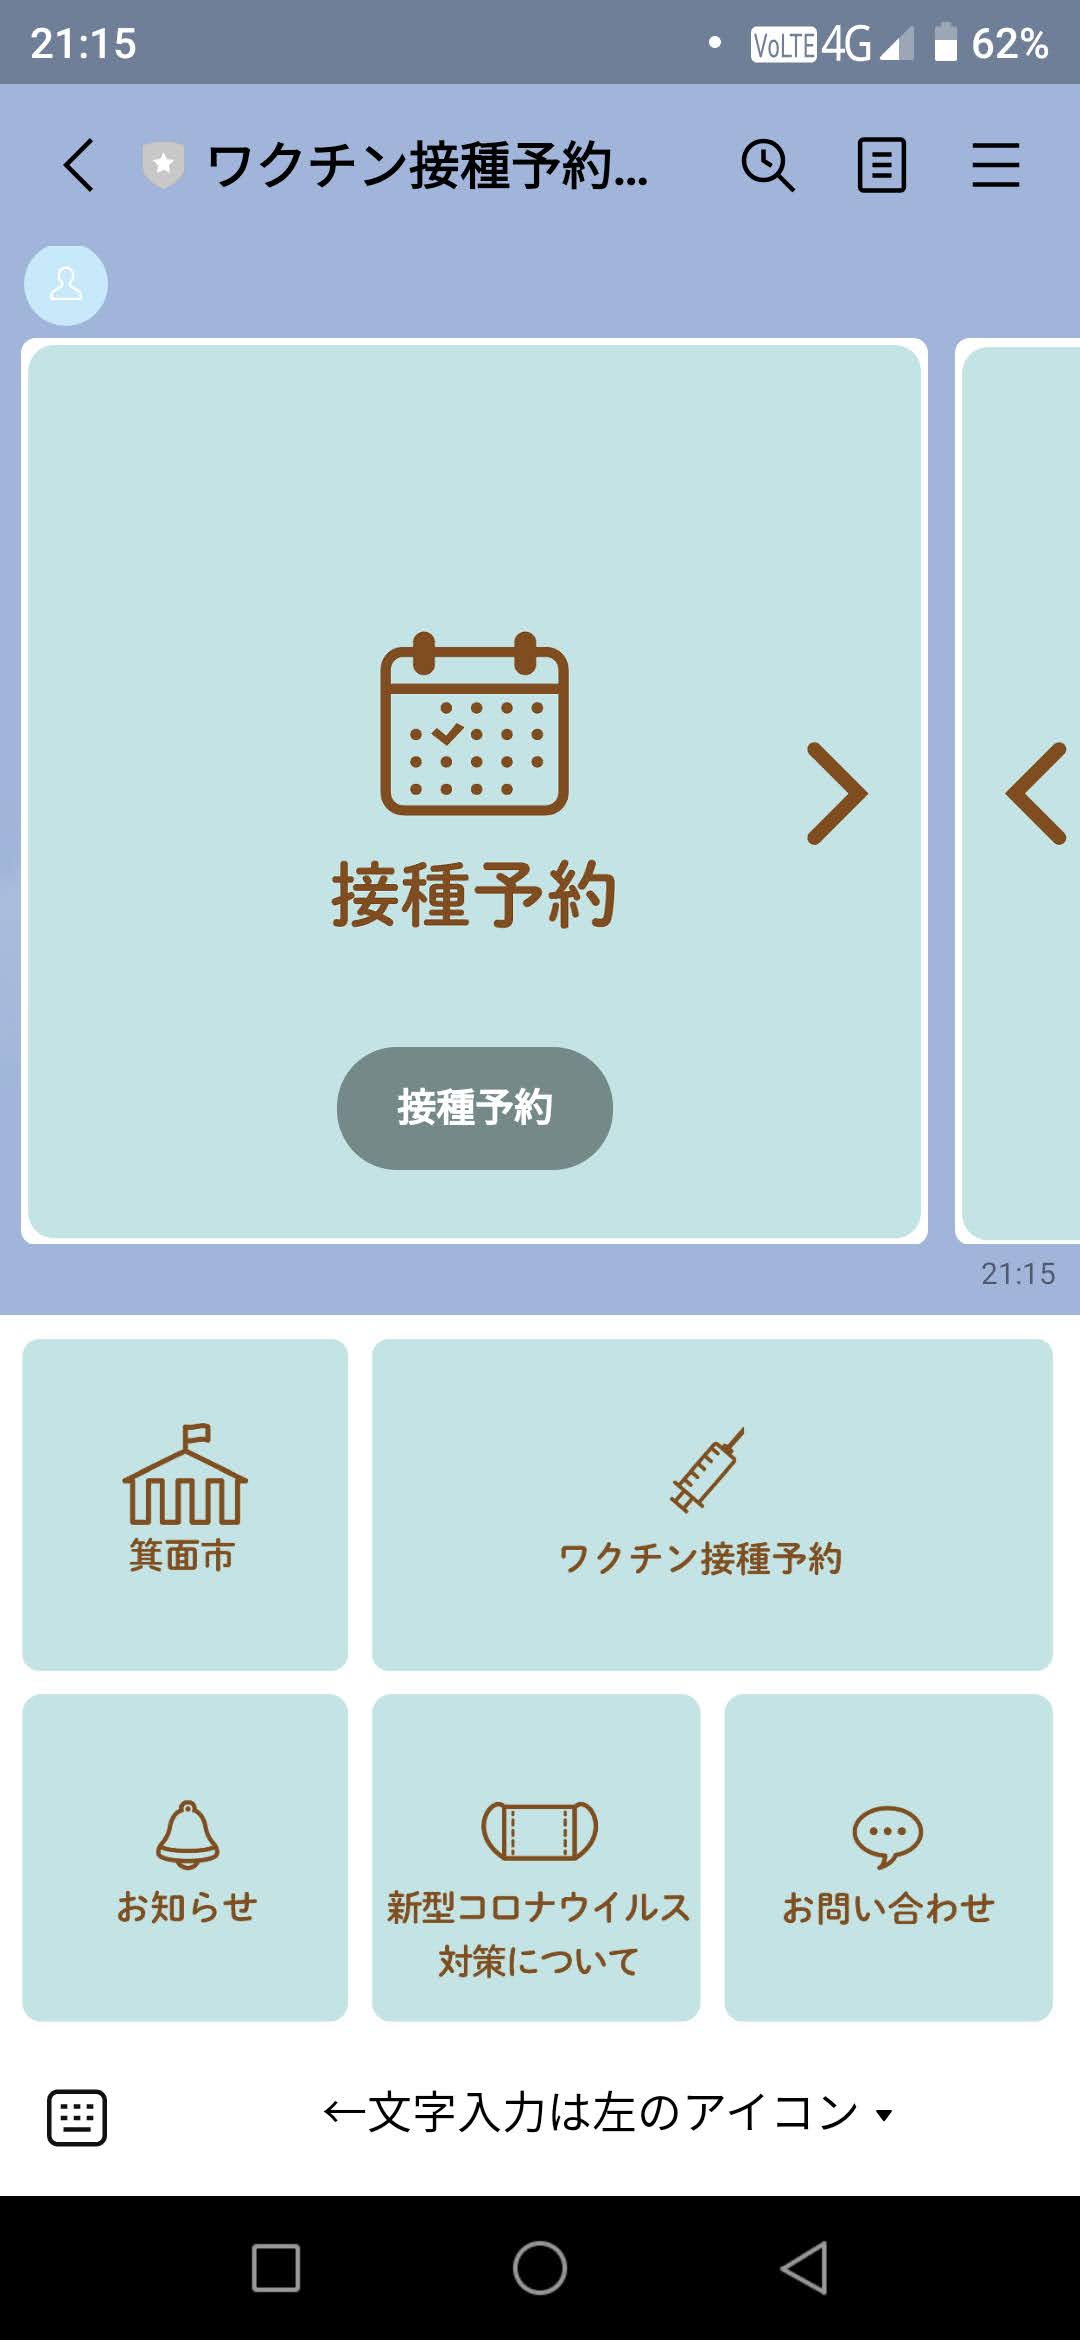 21:15
VoLTE 4G 62%
ワクチン接種予約...
接種予約
接種予約
21:15
箕面市
ワクチン接種予約
お知らせ
新型コロナウイルス
対策について
お問い合わせ
←文字入力は左のアイコン